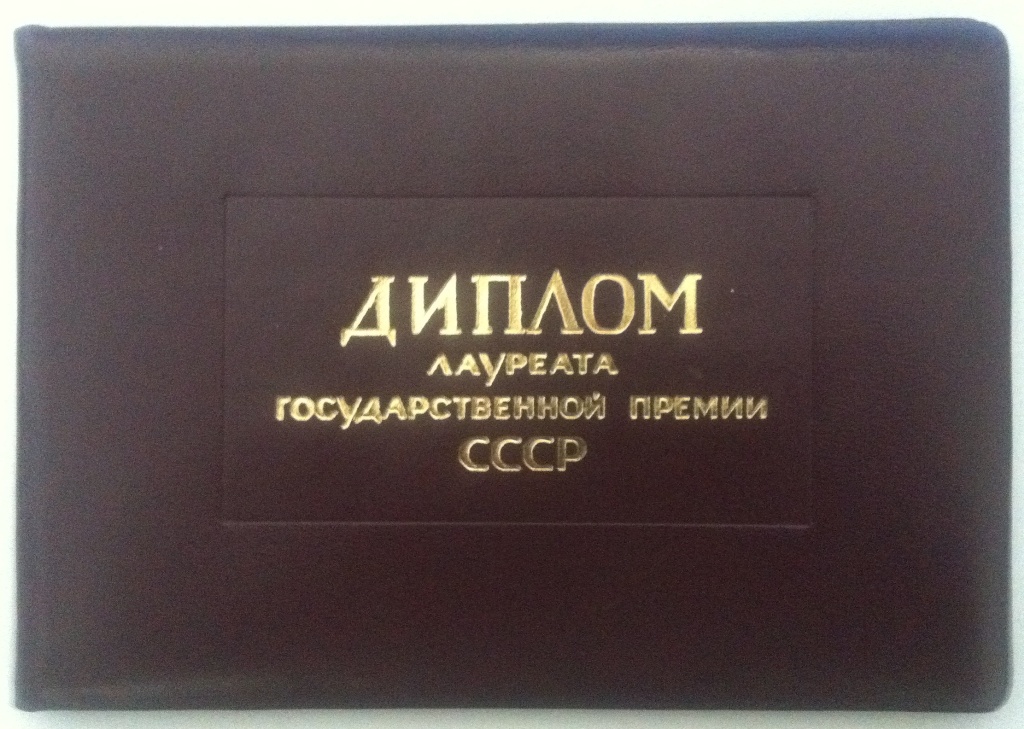 ДИПЛОМ
ЛАУРЕАТА
ГОСУДАРСТВЕННОЙ ПРЕМИИ
СССР